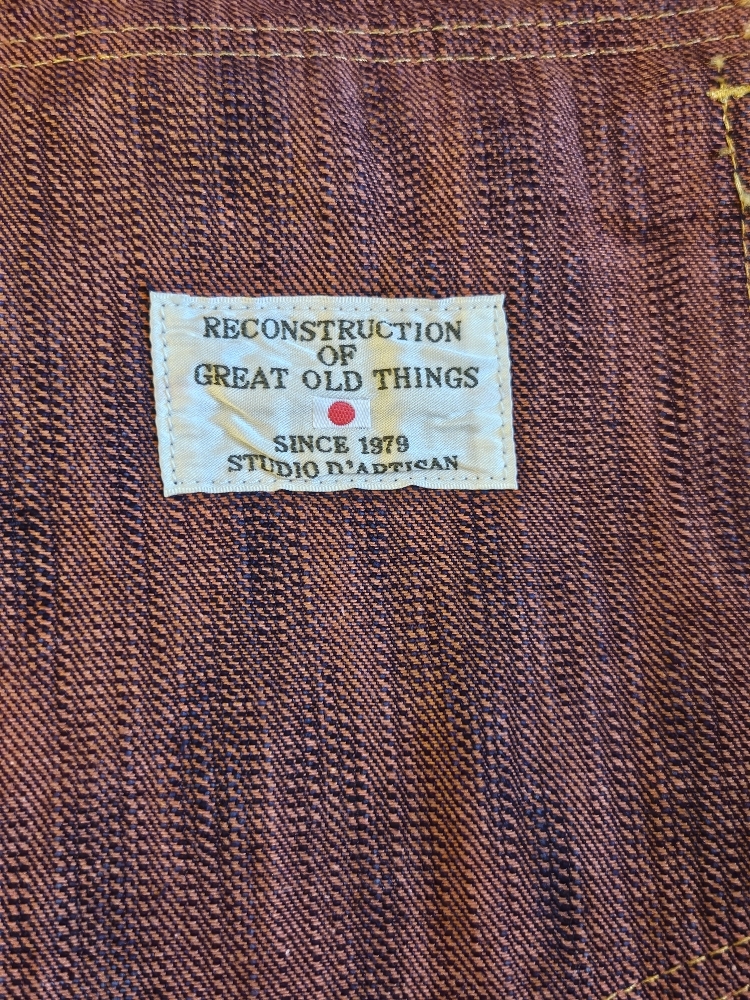 RECONSTRUCTION
OF
GREAT OLD THINGS
SINCE 1979
STUDIO D'ARTISAN